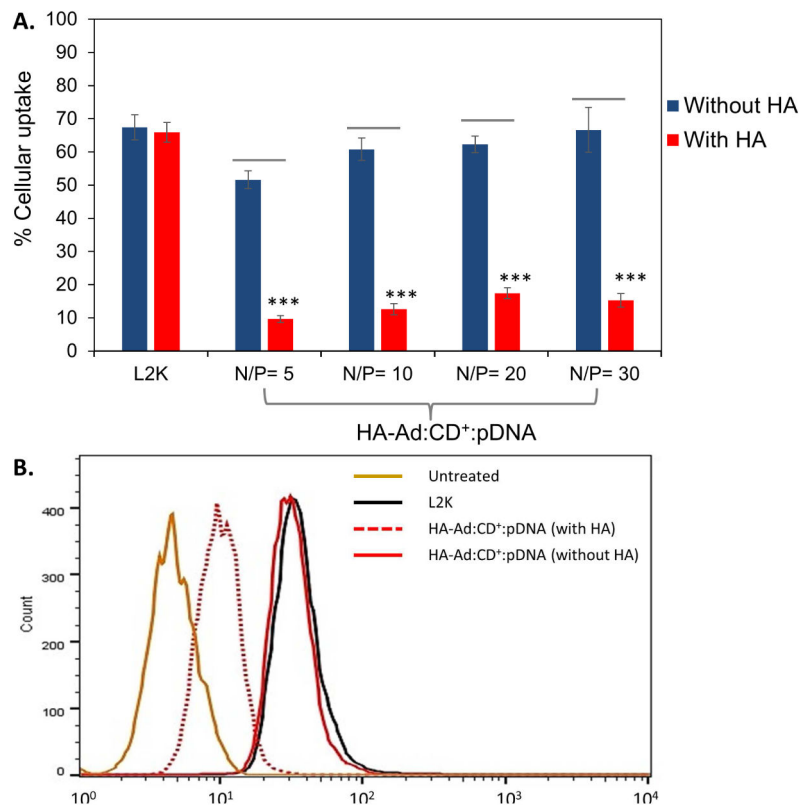 A.
100
90
80
70
60
50
40
30
20
10
0
% Cellular uptake
Without HA
With HA
*** *** *** ***
L2K N/P= 5 N/P= 10 N/P= 20 N/P= 30
HA-Ad:CD⁺:pDNA
B.
Untreated
L2K
HA-Ad:CD⁺:pDNA (with HA)
HA-Ad:CD⁺:pDNA (without HA)
400
300
200
100
0
Count
10⁰ 10¹ 10² 10³ 10⁴